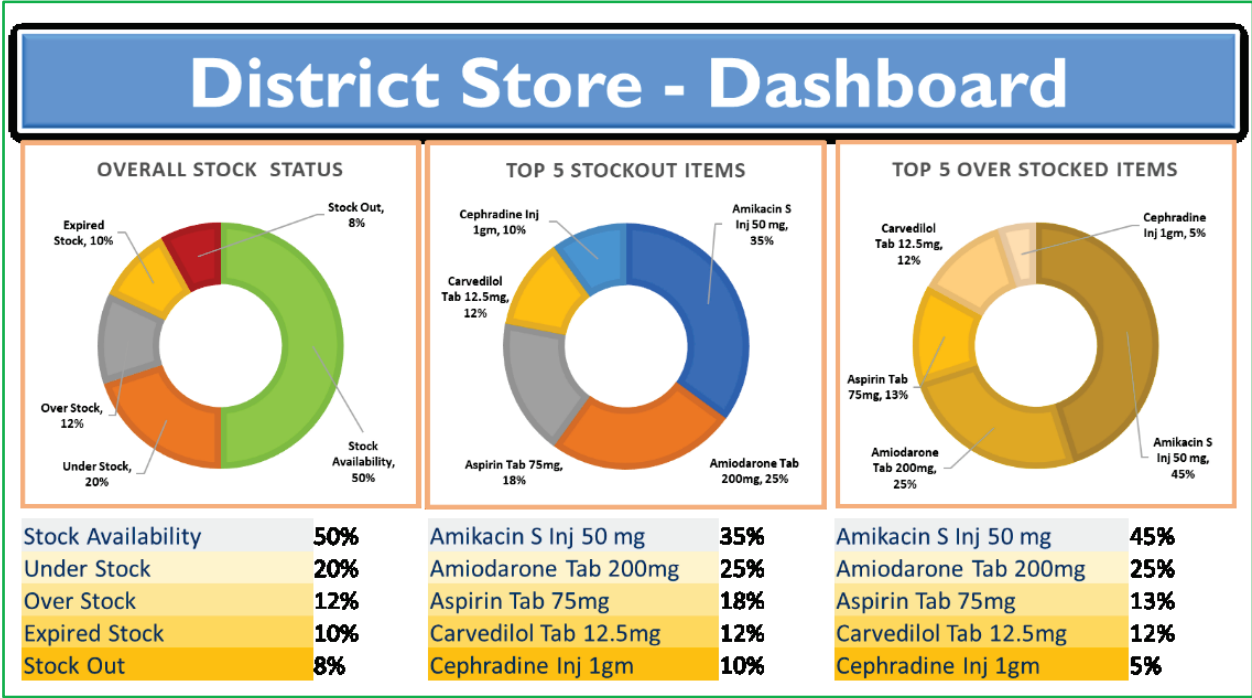 District Store - Dashboard
OVERALL STOCK STATUS
Stock Out,
8%
Expired
Stock, 10%
Over Stock,
12%
Under Stock,
20%
Stock
Availability,
50%
TOP 5 STOCKOUT ITEMS
Cephradine Inj
1gm, 10%
Amikacin S
Inj 50 mg,
35%
Carvedilol
Tab 12.5mg,
12%
Aspirin Tab 75mg,
18%
Amiodarone Tab
200mg, 25%
TOP 5 OVER STOCKED ITEMS
Carvedilol
Tab 12.5mg,
12%
Cephradine
Inj 1gm, 5%
Aspirin Tab
75mg, 13%
Amiodarone
Tab 200mg,
25%
Amikacin S
Inj 50 mg,
45%
Stock Availability 50%
Under Stock 20%
Over Stock 12%
Expired Stock 10%
Stock Out 8%
Amikacin S Inj 50 mg 35%
Amiodarone Tab 200mg 25%
Aspirin Tab 75mg 18%
Carvedilol Tab 12.5mg 12%
Cephradine Inj 1gm 10%
Amikacin S Inj 50 mg 45%
Amiodarone Tab 200mg 25%
Aspirin Tab 75mg 13%
Carvedilol Tab 12.5mg 12%
Cephradine Inj 1gm 5%